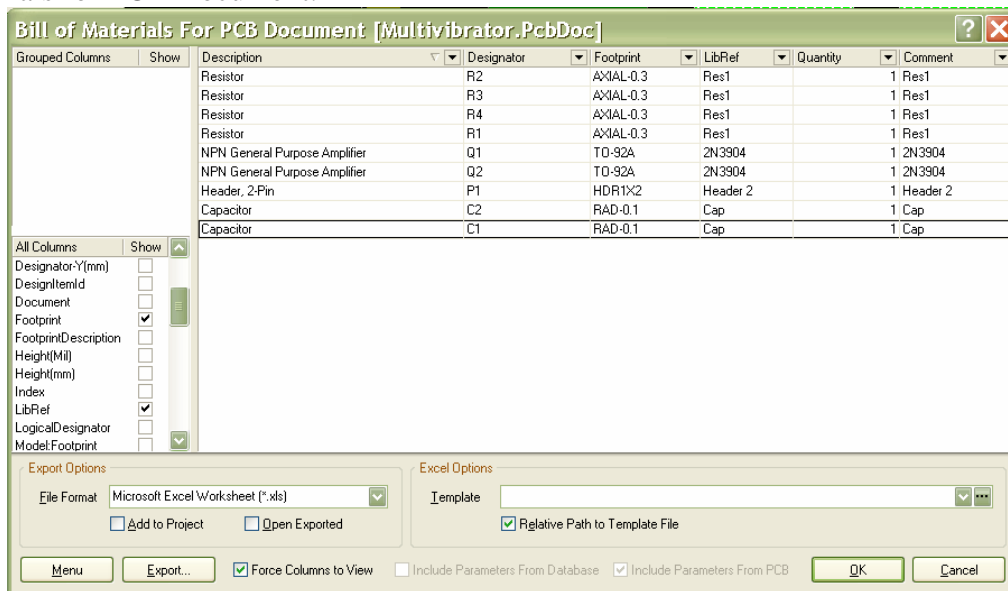 Bill of Materials For PCB Document [Multivibrator.PcbDoc]
Grouped Columns Show Description Designator Footprint LibRef Quantity Comment
Resistor R2 AXIAL-0.3 Res1 1 Res1
Resistor R3 AXIAL-0.3 Res1 1 Res1
Resistor R4 AXIAL-0.3 Res1 1 Res1
Resistor R1 AXIAL-0.3 Res1 1 Res1
NPN General Purpose Amplifier Q1 TO-92A 2N3904 1 2N3904
NPN General Purpose Amplifier Q2 TO-92A 2N3904 1 2N3904
Header, 2-Pin P1 HDR1X2 Header 2 1 Header 2
Capacitor C2 RAD-0.1 Cap 1 Cap
Capacitor C1 RAD-0.1 Cap 1 Cap
All Columns Show
Designator-Y(mm)
DesignItemId
Document
Footprint
FootprintDescription
Height(Mil)
Height(mm)
Index
LibRef
LogicalDesignator
Model:Footprint
Export Options Excel Options
File Format Microsoft Excel Worksheet (*.xls) Template
Add to Project Open Exported Relative Path to Template File
Menu Export... Force Columns to View Include Parameters From Database Include Parameters From PCB OK Cancel